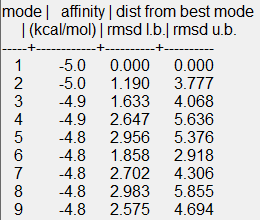 mode | affinity | dist from best mode
| (kcal/mol) | rmsd l.b.| rmsd u.b.
-----+------------+----------+----------
1 -5.0 0.000 0.000
2 -5.0 1.190 3.777
3 -4.9 1.633 4.068
4 -4.9 2.647 5.636
5 -4.8 2.956 5.376
6 -4.8 1.858 2.918
7 -4.8 2.702 4.306
8 -4.8 2.983 5.855
9 -4.8 2.575 4.694